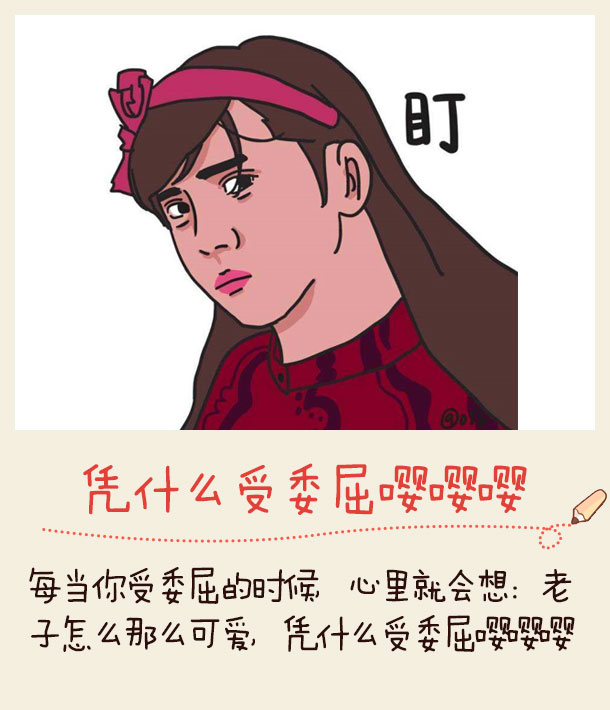 盯
凭什么受委屈嘤嘤嘤
每当你受委屈的时候，心里就会想：老
子怎么那么可爱，凭什么受委屈嘤嘤嘤